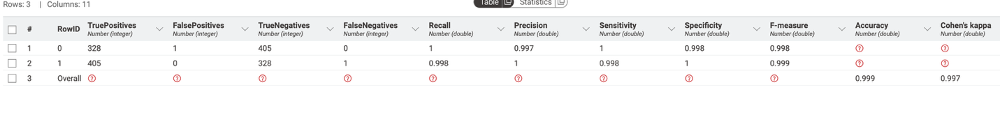 Rows: 3 | Columns: 11
Table Statistics
# RowID TruePositives FalsePositives TrueNegatives FalseNegatives Recall Precision Sensitivity Specificity F-measure Accuracy Cohen's kappa
Number (integer) Number (integer) Number (integer) Number (integer) Number (double) Number (double) Number (double) Number (double) Number (double) Number (double) Number (double)
1 0 328 1 405 0 1 0.997 1 0.998 0.998 ? ?
2 1 405 0 328 1 0.998 1 0.998 1 0.999 ? ?
3 Overall ? ? ? ? ? ? ? ? ? 0.999 0.997